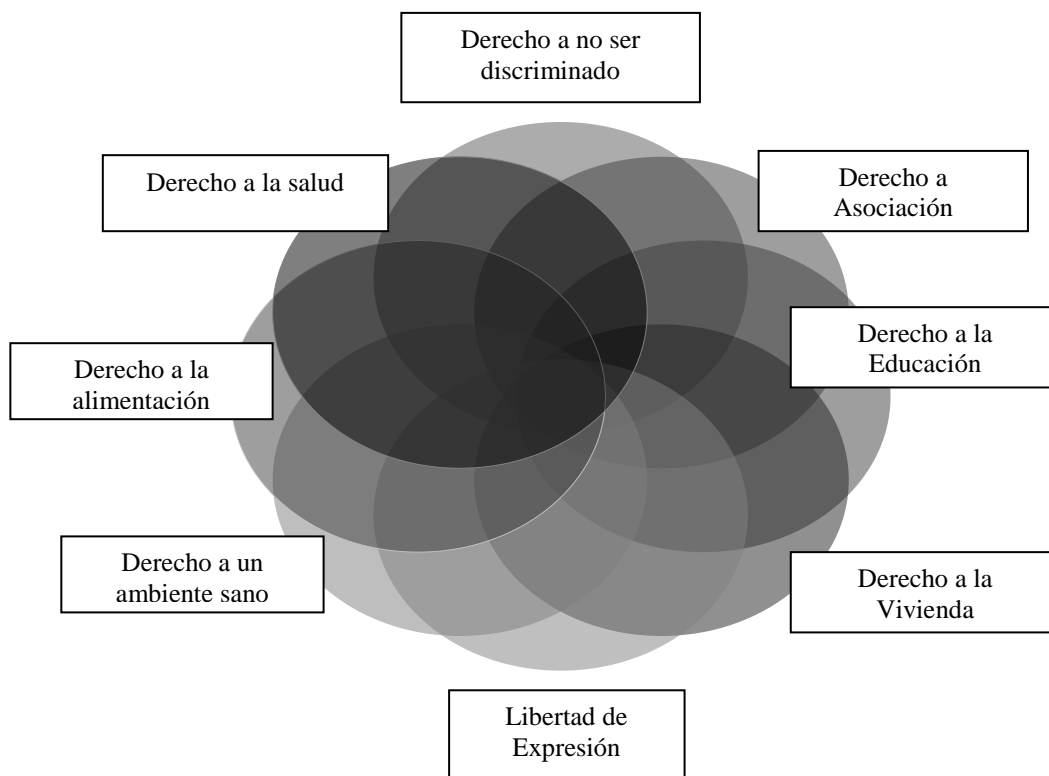 Derecho a no ser
discriminado
Derecho a la salud
Derecho a
Asociación
Derecho a la
Educación
Derecho a la
alimentación
Derecho a un
ambiente sano
Derecho a la
Vivienda
Libertad de
Expresión